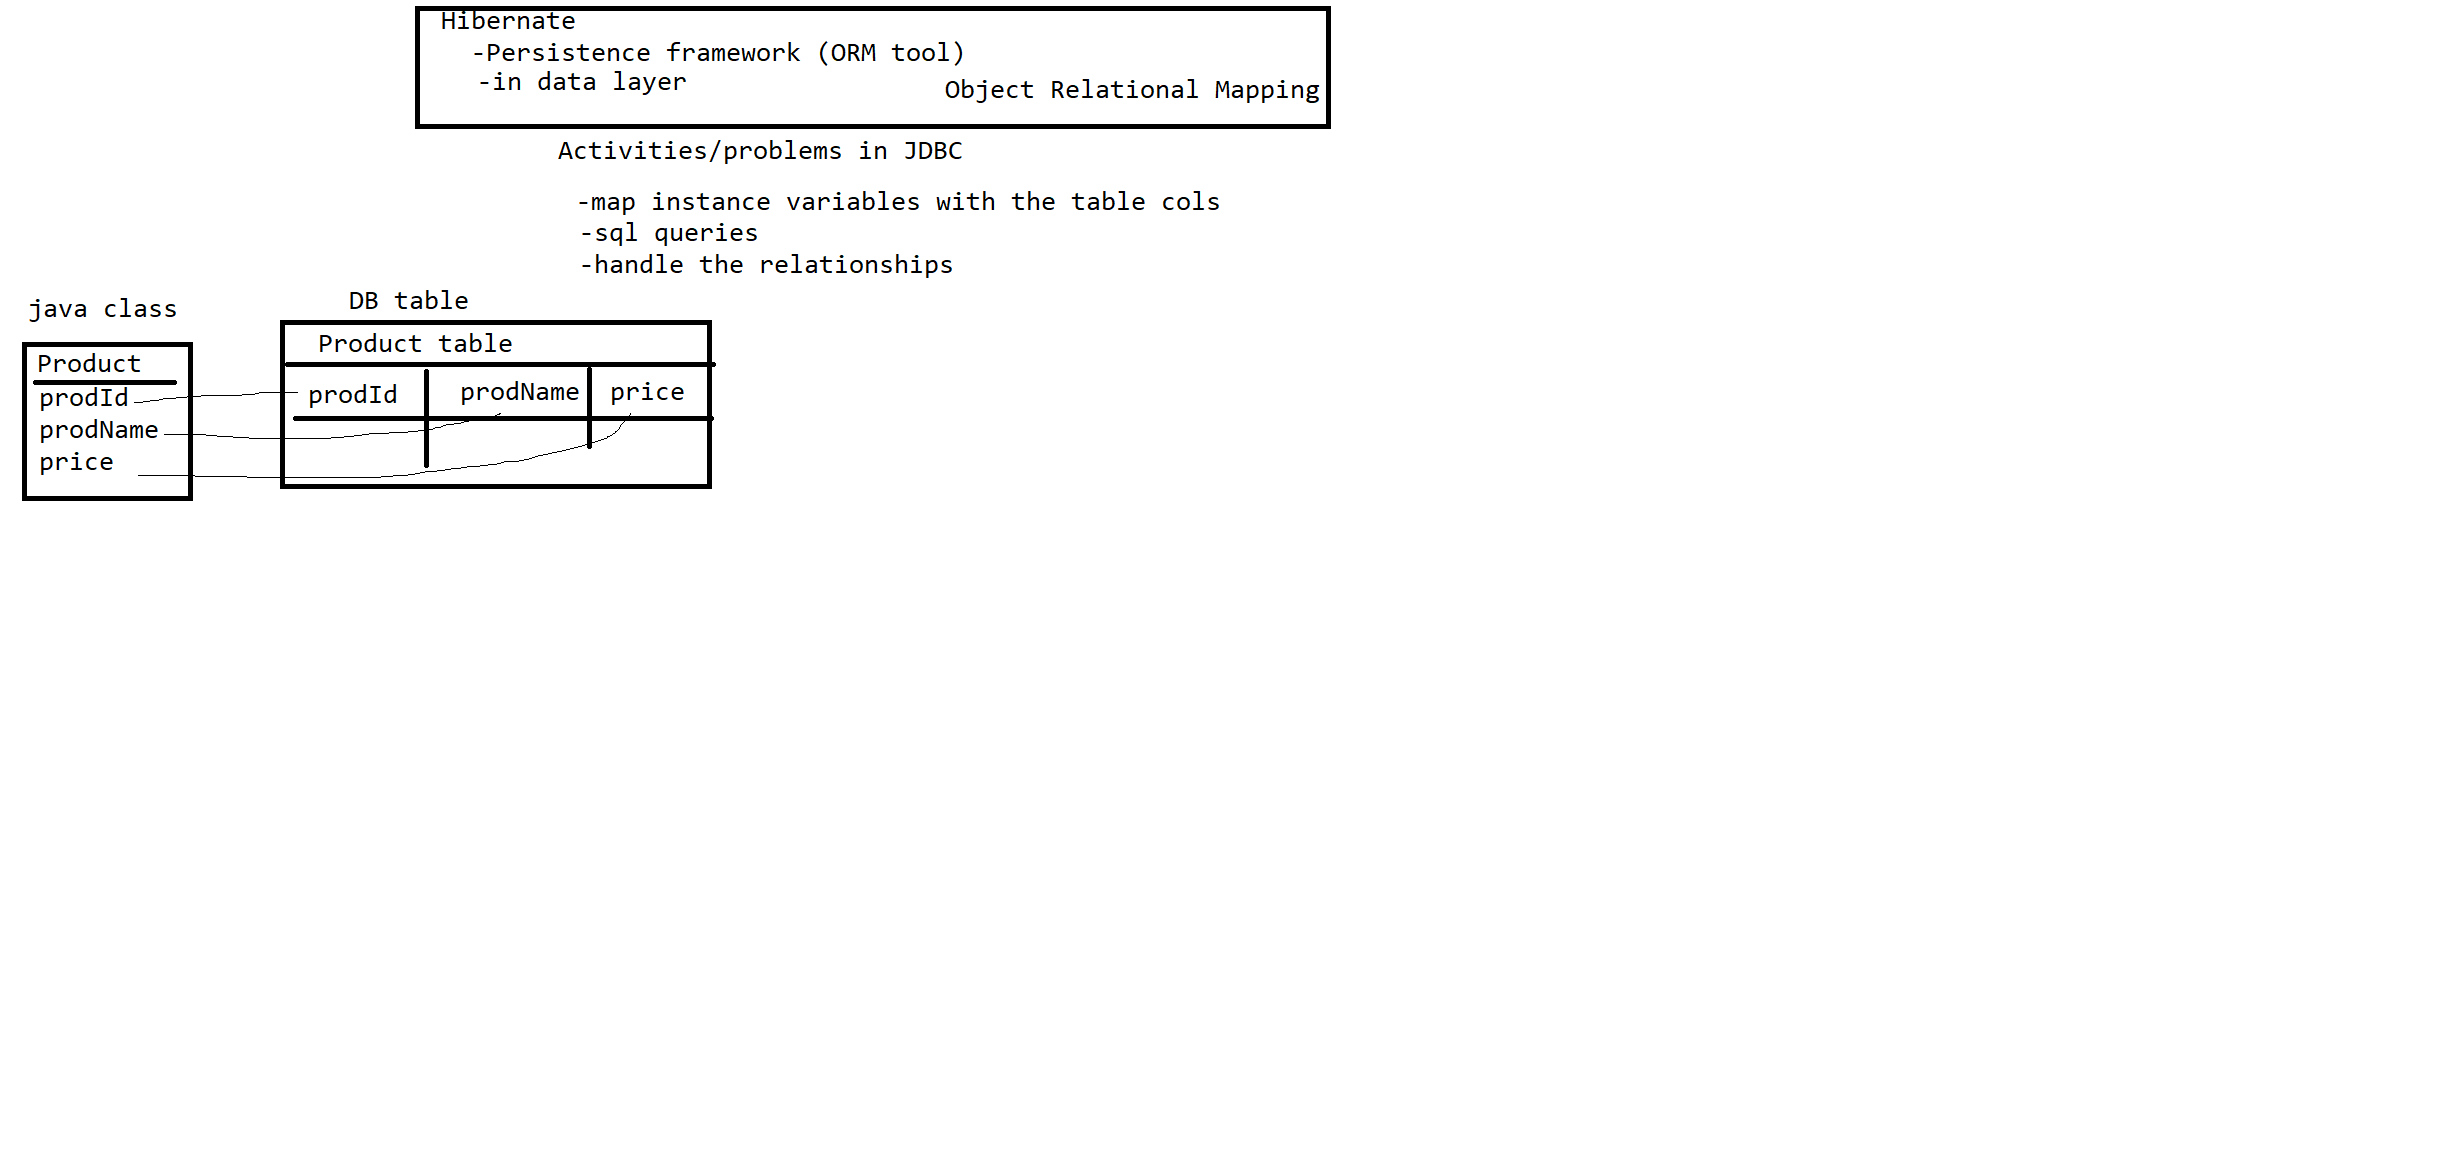 Hibernate
-Persistence framework (ORM tool)
-in data layer
Object Relational Mapping
Activities/problems in JDBC
-map instance variables with the table cols
-sql queries
-handle the relationships
java class
Product
prodId
prodName
price
DB table
Product table
prodId
prodName
price